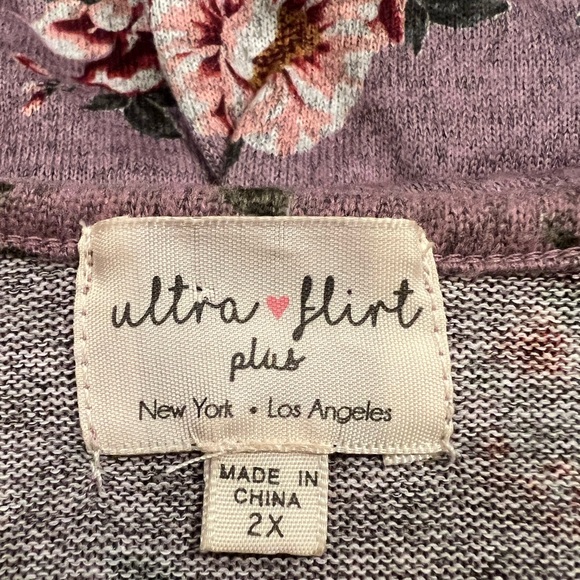 ultra ♥ flirt
plus
New York • Los Angeles
MADE IN
CHINA
2X